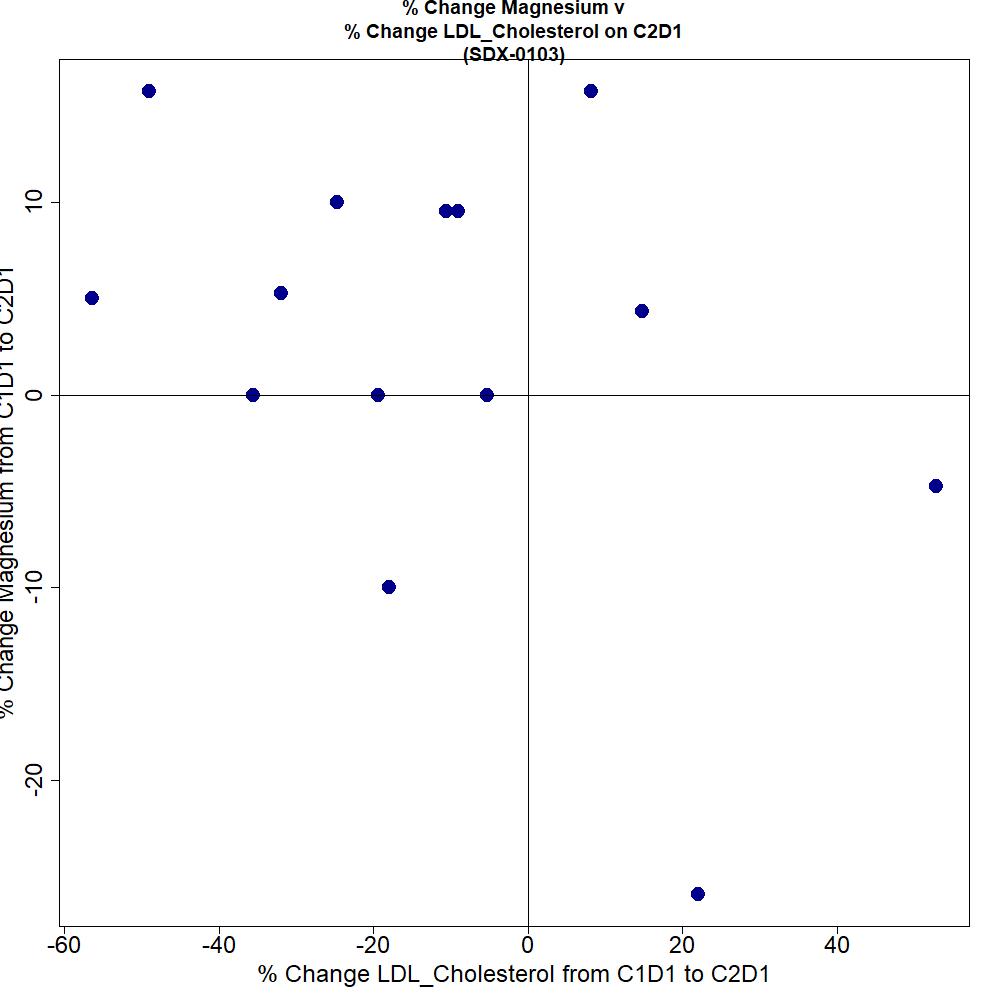 % Change Magnesium v
% Change LDL_Cholesterol on C2D1
(SDX-0103)
% Change Magnesium from C1D1 to C2D1
10
0
-10
-20
-60
-40
-20
0
20
40
% Change LDL_Cholesterol from C1D1 to C2D1